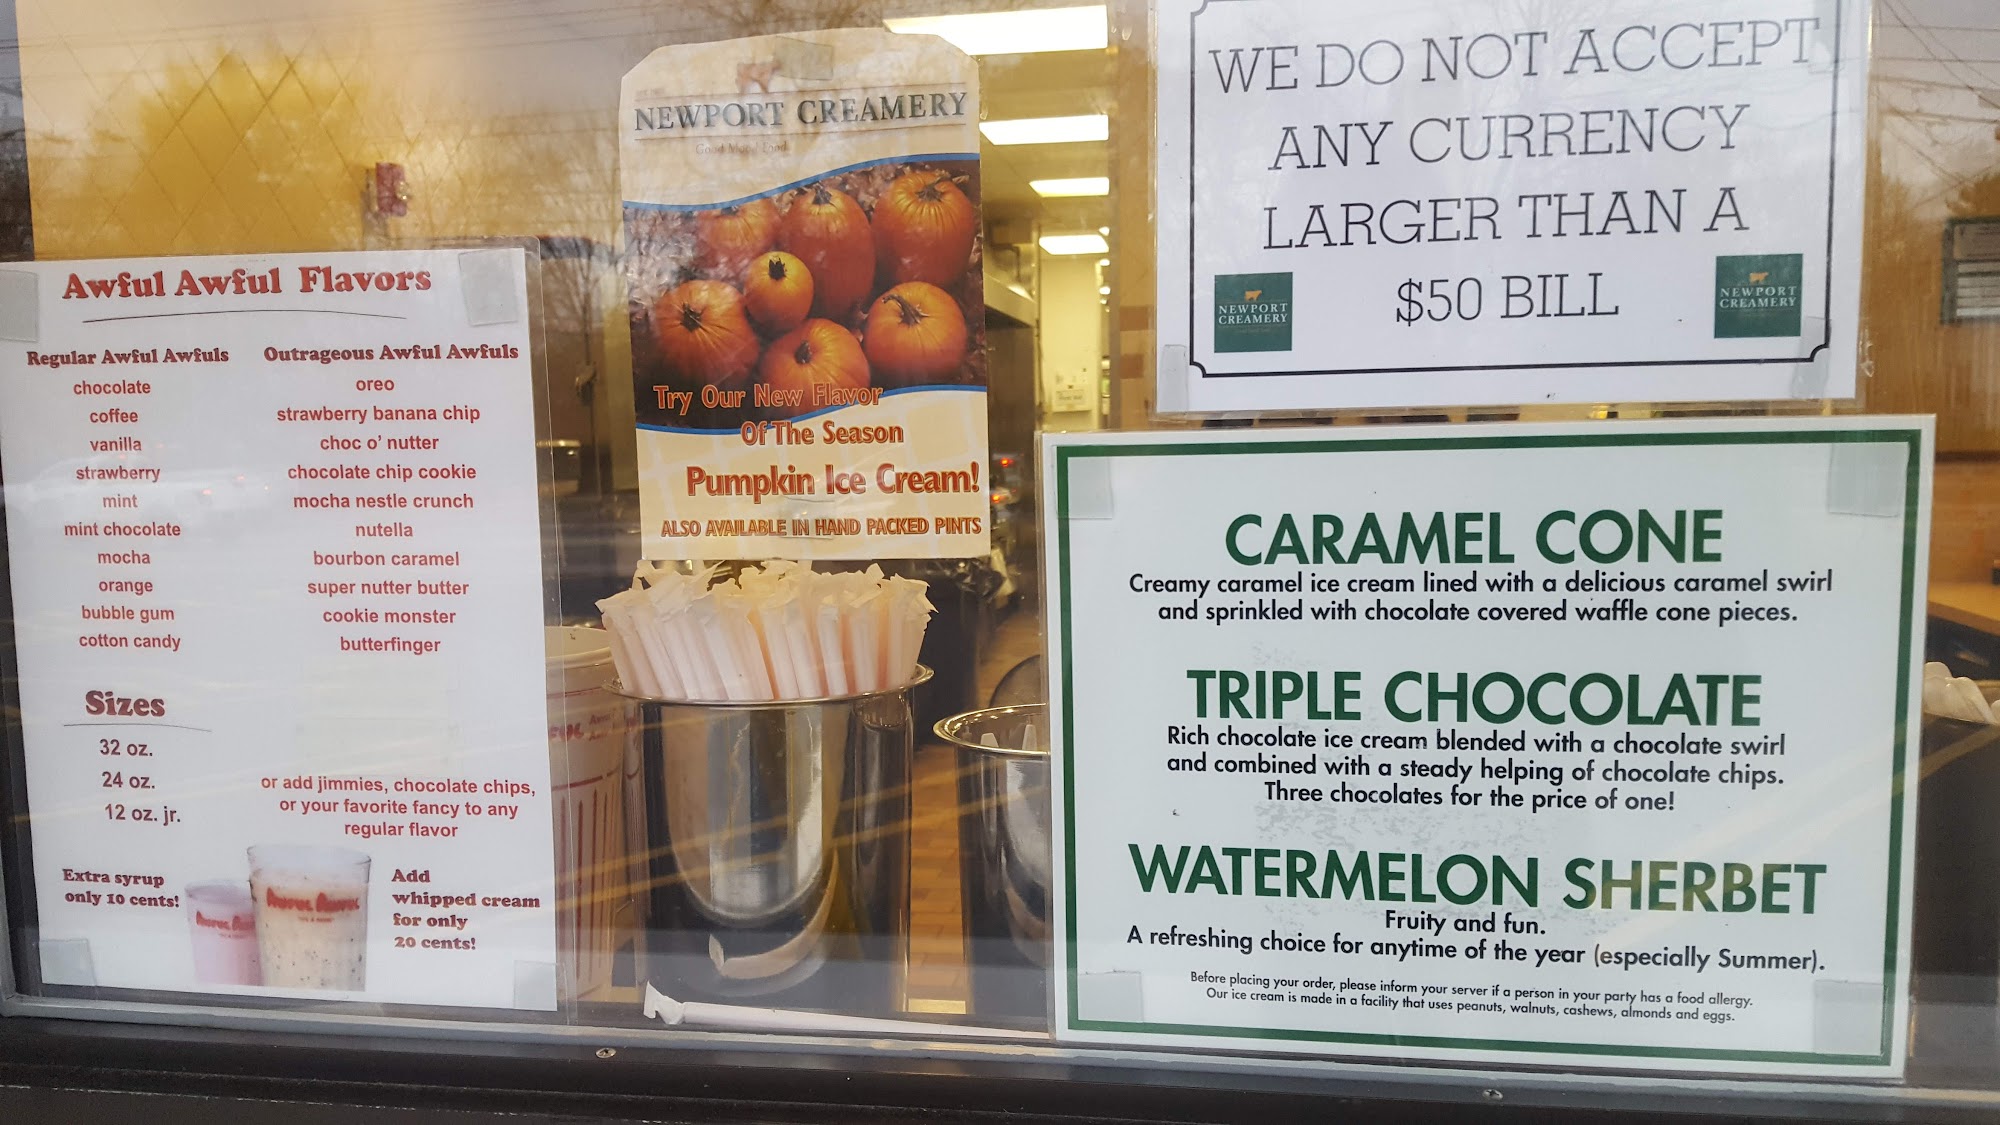 Awful Awful Flavors
Regular Awful Awfuls
chocolate
coffee
vanilla
strawberry
mint
mint chocolate
mocha
orange
bubble gum
cotton candy
Outrageous Awful Awfuls
oreo
strawberry banana chip
choc o' nutter
chocolate chip cookie
mocha nestle crunch
nutella
bourbon caramel
super nutter butter
cookie monster
butterfinger
Sizes
32 oz.
24 oz.
12 oz. jr.
or add jimmies, chocolate chips,
or your favorite fancy to any
regular flavor
Extra syrup
only 10 cents!
Awful Awful
Awful Awful
Add
whipped cream
for only
20 cents!
NEWPORT CREAMERY
Good Mood Food
Try Our New Flavor
Of The Season
Pumpkin Ice Cream!
ALSO AVAILABLE IN HAND PACKED PINTS
WE DO NOT ACCEPT
ANY CURRENCY
LARGER THAN A
$50 BILL
NEWPORT
CREAMERY
NEWPORT
CREAMERY
CARAMEL CONE
Creamy caramel ice cream lined with a delicious caramel swirl
and sprinkled with chocolate covered waffle cone pieces.
TRIPLE CHOCOLATE
Rich chocolate ice cream blended with a chocolate swirl
and combined with a steady helping of chocolate chips.
Three chocolates for the price of one!
WATERMELON SHERBET
Fruity and fun.
A refreshing choice for anytime of the year (especially Summer).
Before placing your order, please inform your server if a person in your party has a food allergy.
Our ice cream is made in a facility that uses peanuts, walnuts, cashews, almonds and eggs.